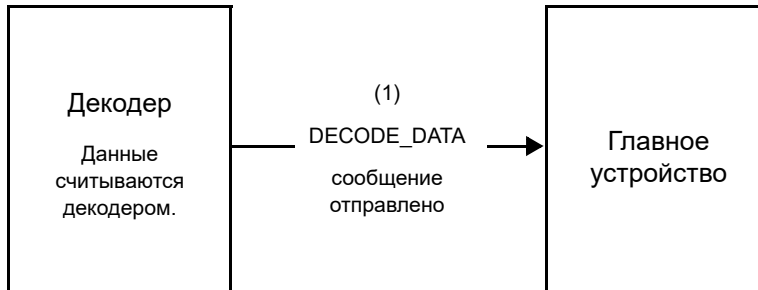 Декодер
Данные
считываются
декодером.
(1)
DECODE_DATA
сообщение
отправлено
Главное
устройство